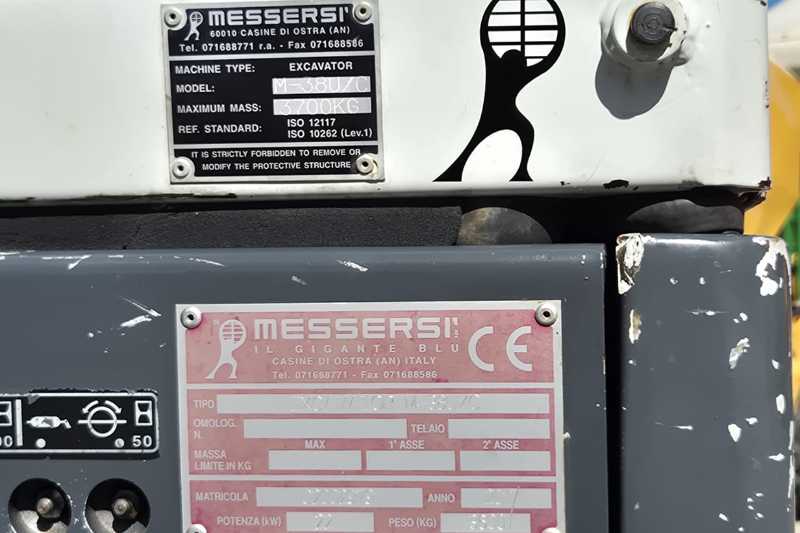 MESSERSI'
60010 CASINE DI OSTRA (AN)
Tel. 071688771 r.a. - Fax 071688586
MACHINE TYPE: EXCAVATOR
MODEL: M-38U/C
MAXIMUM MASS: 3700KG
REF. STANDARD: ISO 12117
ISO 10262 (Lev.1)
IT IS STRICTLY FORBIDDEN TO REMOVE OR
MODIFY THE PROTECTIVE STRUCTURE
MESSERSI' CE
IL GIGANTE BLU
CASINE DI OSTRA (AN) ITALY
Tel. 071688771 - Fax 071688586
TIPO
OMOLOG. N. TELAIO
MAX 1° ASSE 2° ASSE
MASSA LIMITE IN KG
50
MATRICOLA ANNO
POTENZA (kW) PESO (KG)